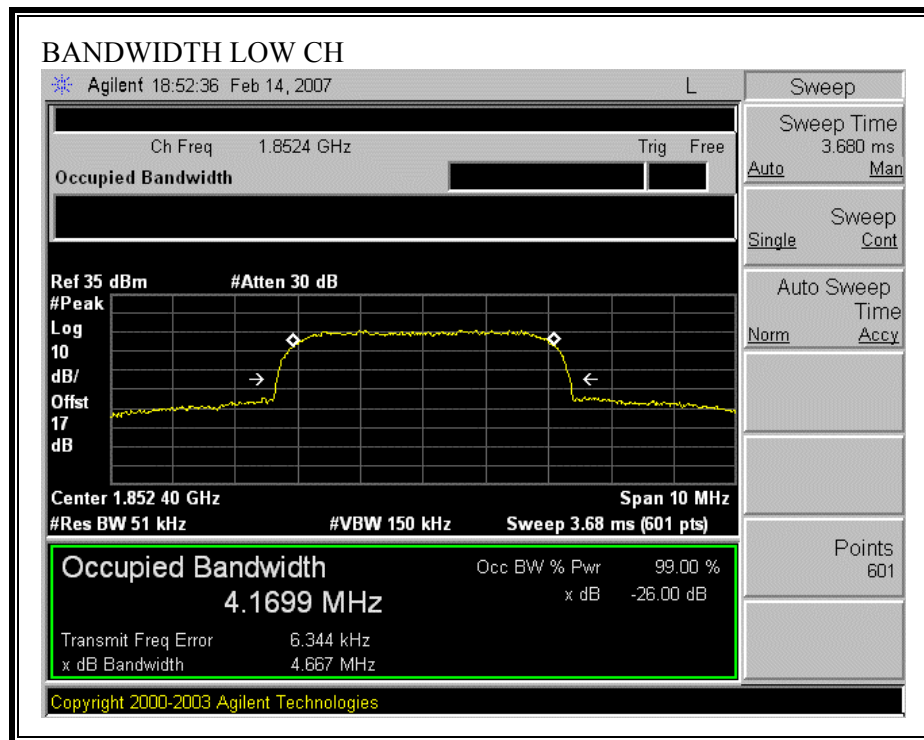 BANDWIDTH LOW CH
Agilent 18:52:36 Feb 14, 2007 L
Sweep
Ch Freq 1.8524 GHz Trig Free
Occupied Bandwidth
Sweep Time
3.680 ms
Auto Man
Sweep
Single Cont
Auto Sweep
Time
Norm Accy
Points
601
Ref 35 dBm #Atten 30 dB
#Peak
Log
10
dB/
Offst
17
dB
Center 1.852 40 GHz Span 10 MHz
#Res BW 51 kHz #VBW 150 kHz Sweep 3.68 ms (601 pts)
Occupied Bandwidth Occ BW % Pwr 99.00 %
4.1699 MHz x dB -26.00 dB
Transmit Freq Error 6.344 kHz
x dB Bandwidth 4.667 MHz
Copyright 2000-2003 Agilent Technologies